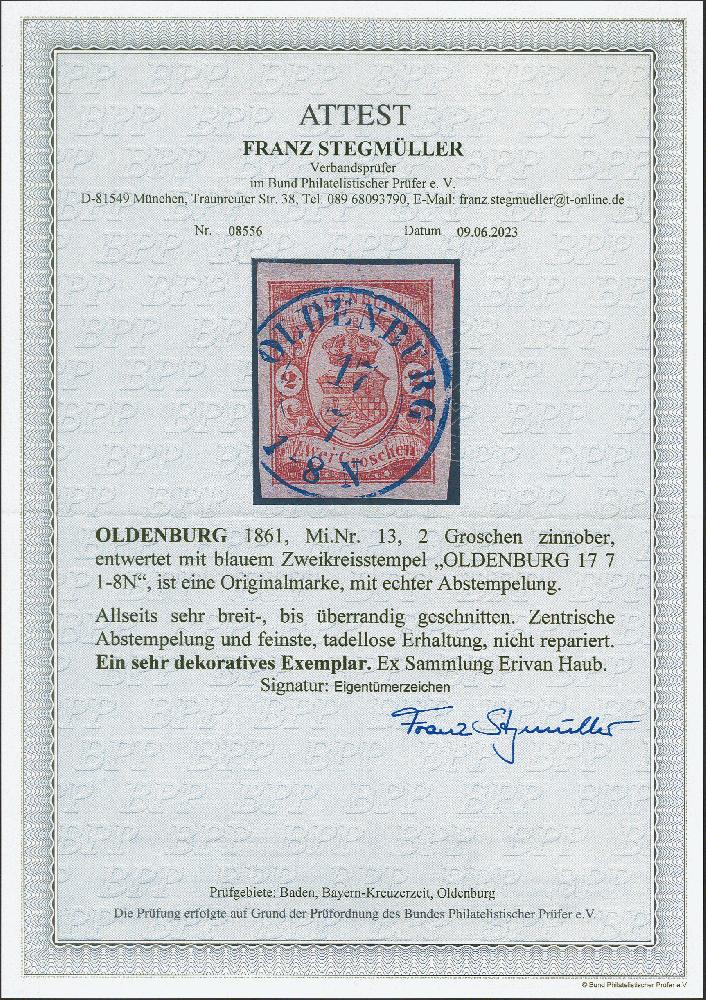 ATTEST
FRANZ STEGMÜLLER
Verbandsprüfer
im Bund Philatelistischer Prüfer e. V.
D-81549 München, Traunreuter Str. 38, Tel. 089 68093790, E-Mail: franz.stegmueller@t-online.de
Nr. 08556 Datum 09.06.2023
OLDENBURG
2
17
7
Zwei Groschen
1-8 N
OLDENBURG 1861, Mi.Nr. 13, 2 Groschen zinnober,
entwertet mit blauem Zweikreisstempel „OLDENBURG 17 7
1-8N“, ist eine Originalmarke, mit echter Abstempelung.
Allseits sehr breit-, bis überrandig geschnitten. Zentrische
Abstempelung und feinste, tadellose Erhaltung, nicht repariert.
Ein sehr dekoratives Exemplar. Ex Sammlung Erivan Haub.
Signatur: Eigentümerzeichen
Franz Stegmüller
Prüfgebiete: Baden, Bayern-Kreuzerzeit, Oldenburg
Die Prüfung erfolgte auf Grund der Prüfordnung des Bundes Philatelistischer Prüfer e.V.
© Bund Philatelistischer Prüfer e.V.